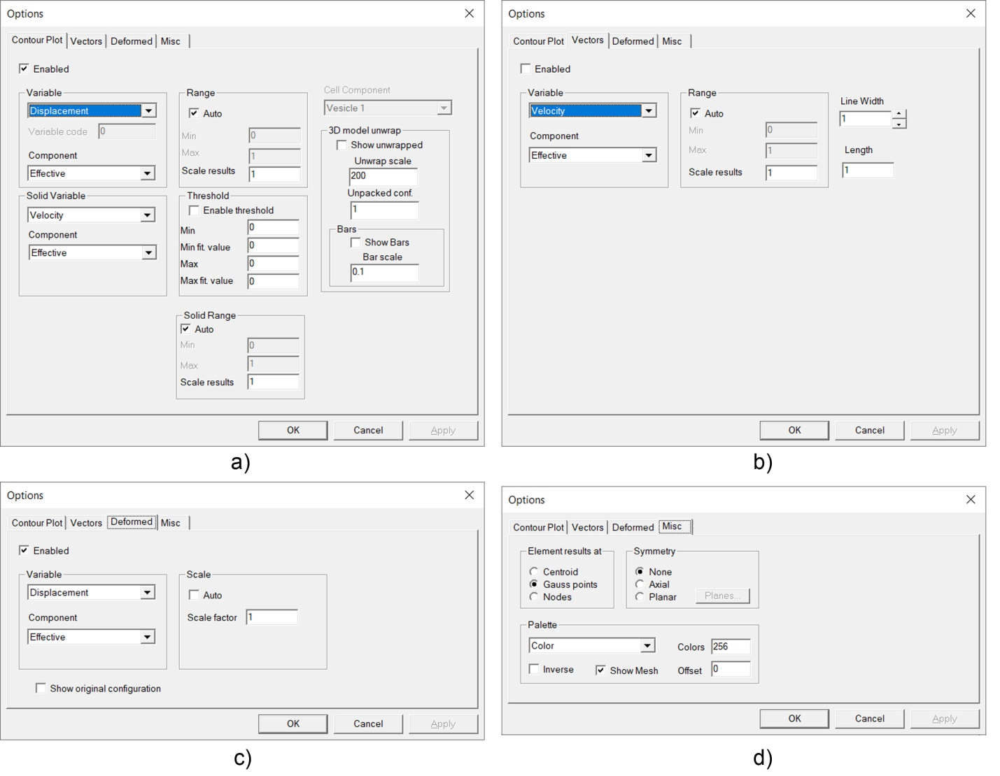 Options
Contour Plot Vectors Deformed Misc
Enabled
Variable
Displacement
Variable code 0
Component
Effective
Solid Variable
Velocity
Component
Effective
Range
Auto
Min 0
Max 1
Scale results 1
Threshold
Enable threshold
Min 0
Min fit. value 0
Max 0
Max fit. value 0
Solid Range
Auto
Min 0
Max 1
Scale results 1
Cell Component
Vesicle 1
3D model unwrap
Show unwrapped
Unwrap scale
200
Unpacked conf.
1
Bars
Show Bars
Bar scale
0.1
OK Cancel Apply
a)
Options
Contour Plot Vectors Deformed Misc
Enabled
Variable
Velocity
Component
Effective
Range
Auto
Min 0
Max 1
Scale results 1
Line Width
1
Length
1
OK Cancel Apply
b)
Options
Contour Plot Vectors Deformed Misc
Enabled
Variable
Displacement
Component
Effective
Scale
Auto
Scale factor 1
Show original configuration
OK Cancel Apply
c)
Options
Contour Plot Vectors Deformed Misc
Element results at
Centroid
Gauss points
Nodes
Symmetry
None
Axial
Planar Planes...
Palette
Color Colors 256
Inverse Show Mesh Offset 0
OK Cancel Apply
d)